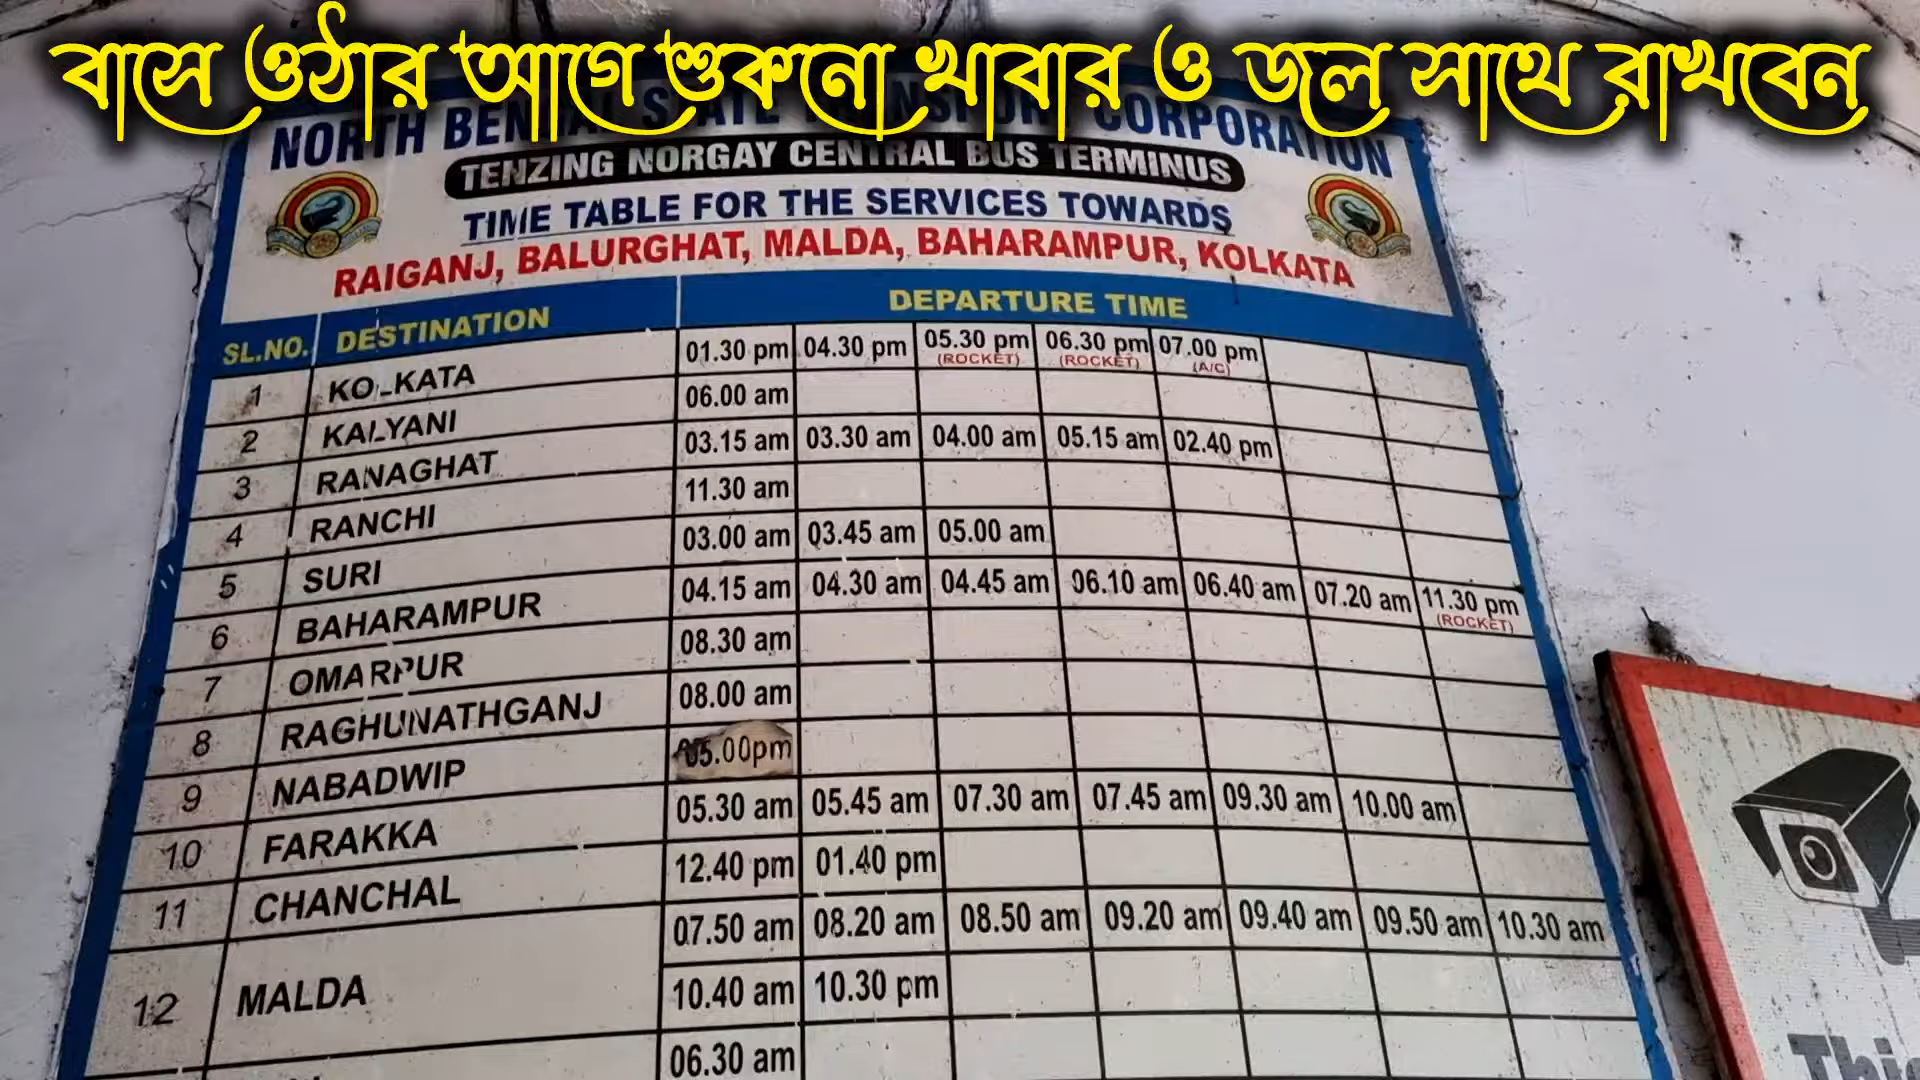 বাসে ওঠার আগে শুকনো খাবার ও জল সাথে রাখবেন
NORTH BENGAL STATE TRANSPORT CORPORATION
TENZING NORGAY CENTRAL BUS TERMINUS
TIME TABLE FOR THE SERVICES TOWARDS
RAIGANJ, BALURGHAT, MALDA, BAHARAMPUR, KOLKATA
SL.NO. DESTINATION DEPARTURE TIME
1 KOLKATA 01.30 pm 04.30 pm 05.30 pm (ROCKET) 06.30 pm (ROCKET) 07.00 pm (A/C)
2 KALYANI 06.00 am
3 RANAGHAT 03.15 am 03.30 am 04.00 am 05.15 am 02.40 pm
4 RANCHI 11.30 am
5 SURI 03.00 am 03.45 am 05.00 am
6 BAHARAMPUR 04.15 am 04.30 am 04.45 am 06.10 am 06.40 am 07.20 am 11.30 pm (ROCKET)
7 OMARPUR 08.30 am
8 RAGHUNATHGANJ 08.00 am
9 NABADWIP 05.00pm
10 FARAKKA 05.30 am 05.45 am 07.30 am 07.45 am 09.30 am 10.00 am
11 CHANCHAL 12.40 pm 01.40 pm
12 MALDA 07.50 am 08.20 am 08.50 am 09.20 am 09.40 am 09.50 am 10.30 am
10.40 am 10.30 pm
06.30 am